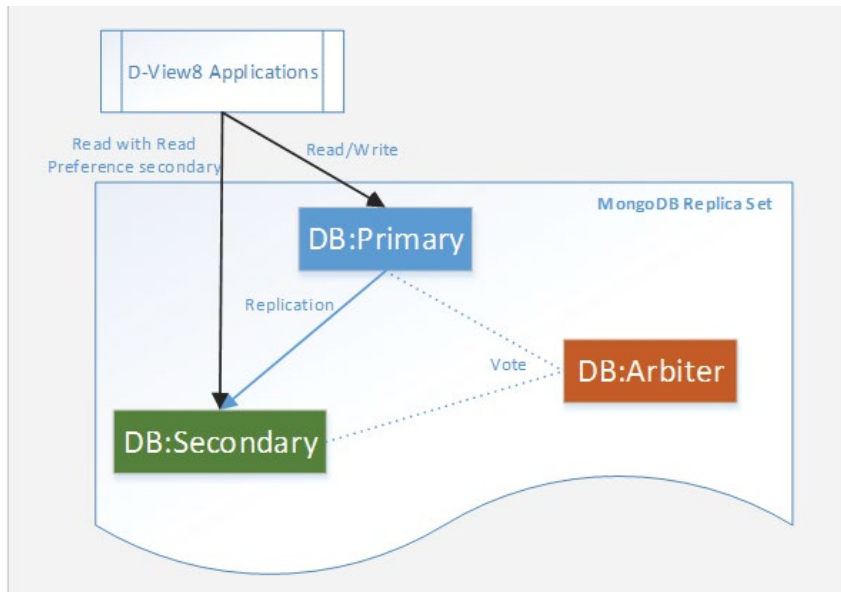 D-View8 Applications
Read with Read
Preference secondary
Read/Write
MongoDB Replica Set
DB:Primary
Replication
Vote
DB:Arbiter
DB:Secondary